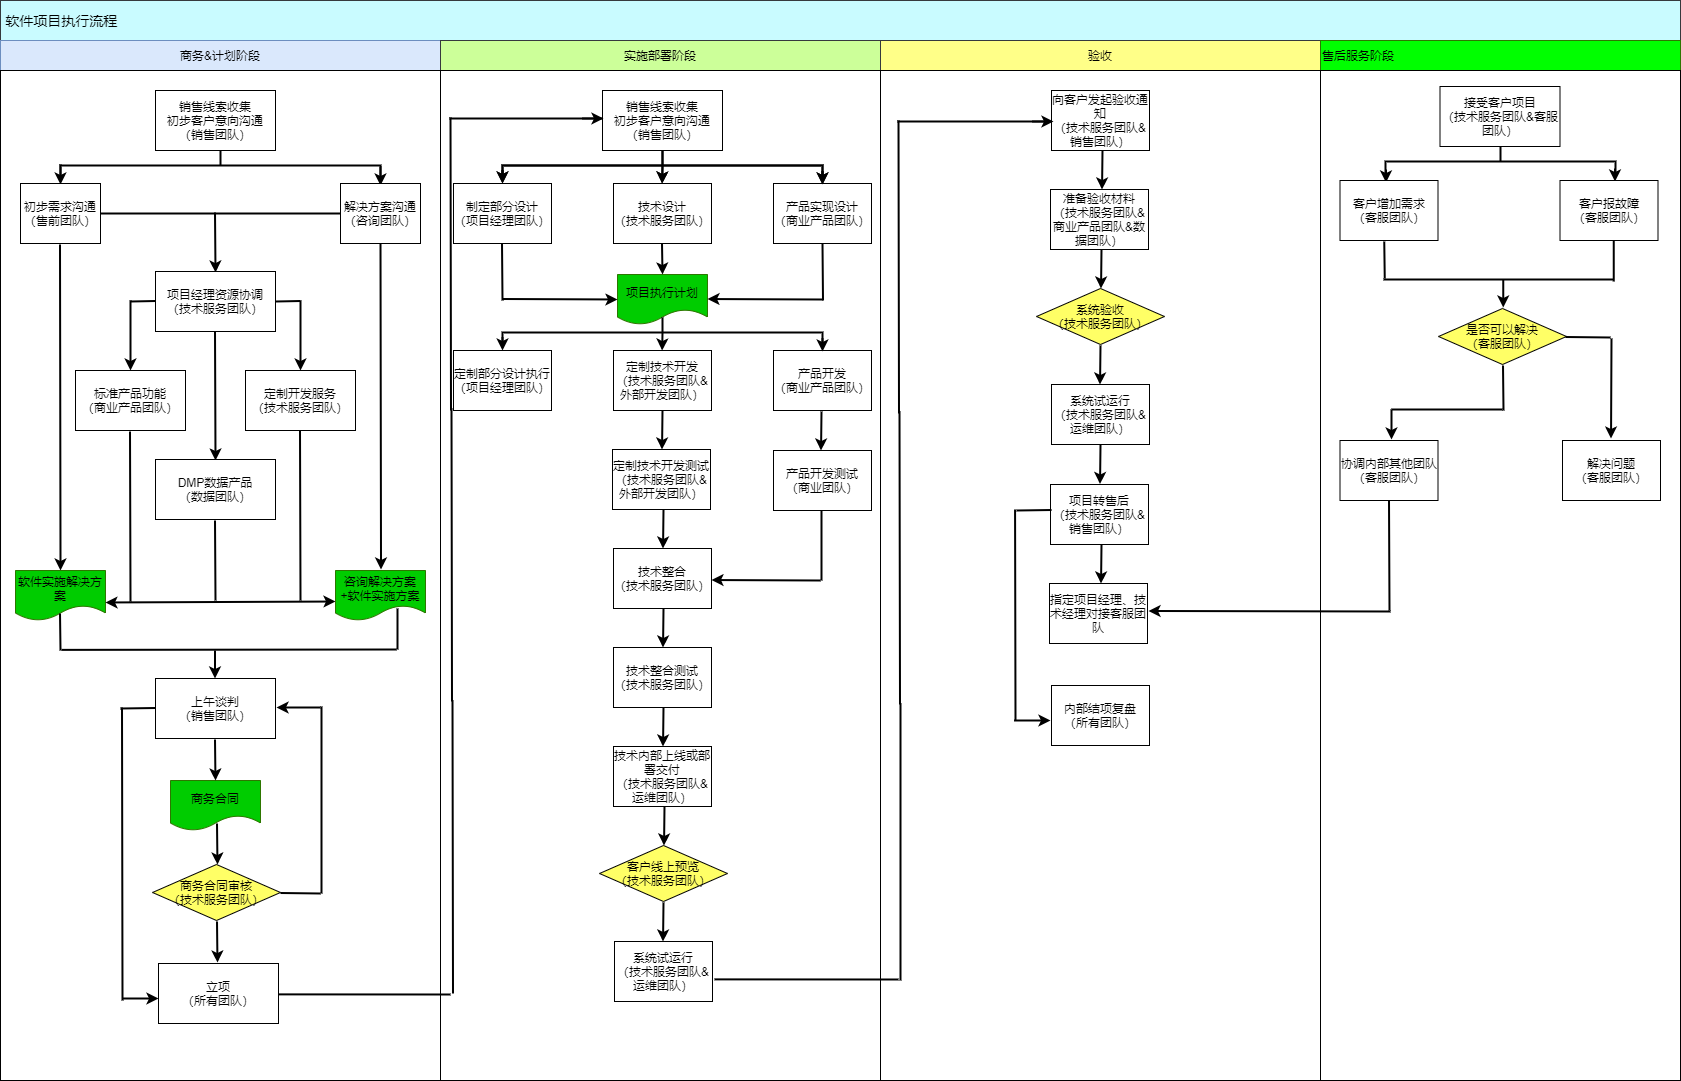 软件项目执行流程
商务&计划阶段
实施部署阶段
验收
售后服务阶段
销售线索收集
初步客户意向沟通
（销售团队）
初步需求沟通
（售前团队）
解决方案沟通
（咨询团队）
项目经理资源协调
（技术服务团队）
标准产品功能
（商业产品团队）
定制开发服务
（技术服务团队）
DMP数据产品
（数据团队）
软件实施解决方
案
咨询解决方案
+软件实施方案
上午谈判
（销售团队）
商务合同
商务合同审核
（技术服务团队）
立项
（所有团队）
销售线索收集
初步客户意向沟通
（销售团队）
制定部分设计
（项目经理团队）
技术设计
（技术服务团队）
产品实现设计
（商业产品团队）
项目执行计划
定制部分设计执行
（项目经理团队）
定制技术开发
（技术服务团队&
外部开发团队）
产品开发
（商业产品团队）
定制技术开发测试
（技术服务团队&
外部开发团队）
产品开发测试
（商业团队）
技术整合
（技术服务团队）
技术整合测试
（技术服务团队）
技术内部上线或部
署交付
（技术服务团队&
运维团队）
客户线上预览
（技术服务团队）
系统试运行
（技术服务团队&
运维团队）
向客户发起验收通
知
（技术服务团队&
销售团队）
准备验收材料
（技术服务团队&
商业产品团队&数
据团队）
系统验收
（技术服务团队）
系统试运行
（技术服务团队&
运维团队）
项目转售后
（技术服务团队&
销售团队）
指定项目经理、技
术经理对接客服团
队
内部结项复盘
（所有团队）
接受客户项目
（技术服务团队&客服
团队）
客户增加需求
（客服团队）
客户报故障
（客服团队）
是否可以解决
（客服团队）
协调内部其他团队
（客服团队）
解决问题
（客服团队）